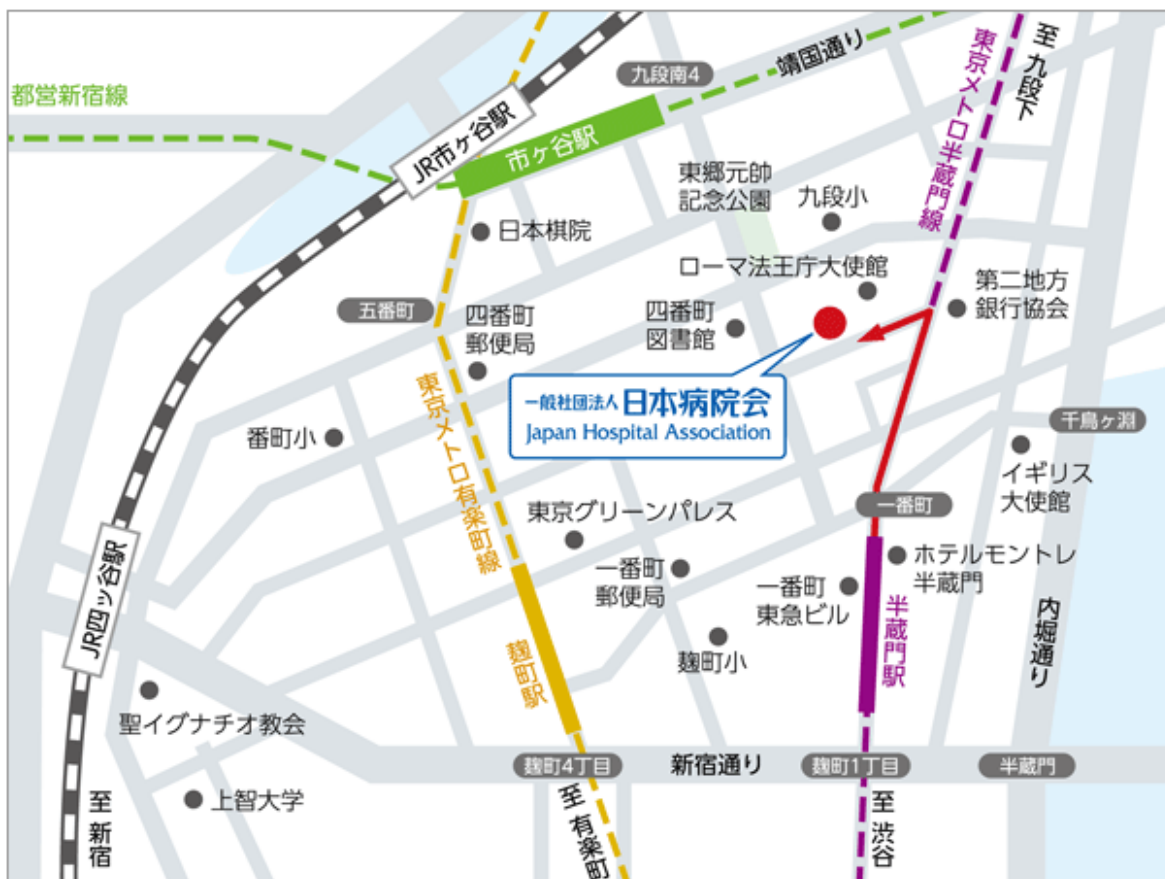 都営新宿線
JR市ヶ谷駅
市ヶ谷駅
九段南4
靖国通り
東京メトロ半蔵門線
至 九段下
東郷元帥
記念公園
九段小
日本棋院
ローマ法王庁大使館
第二地方
銀行協会
五番町
四番町
郵便局
四番町
図書館
一般社団法人 日本病院会
Japan Hospital Association
東京メトロ有楽町線
番町小
千鳥ヶ淵
イギリス
大使館
一番町
東京グリーンパレス
一番町
郵便局
一番町
東急ビル
ホテルモントレ
半蔵門
JR四ッ谷駅
麹町駅
麹町小
半蔵門駅
内堀通り
聖イグナチオ教会
麹町4丁目
新宿通り
麹町1丁目
半蔵門
上智大学
至 新宿
至 有楽町
至 渋谷